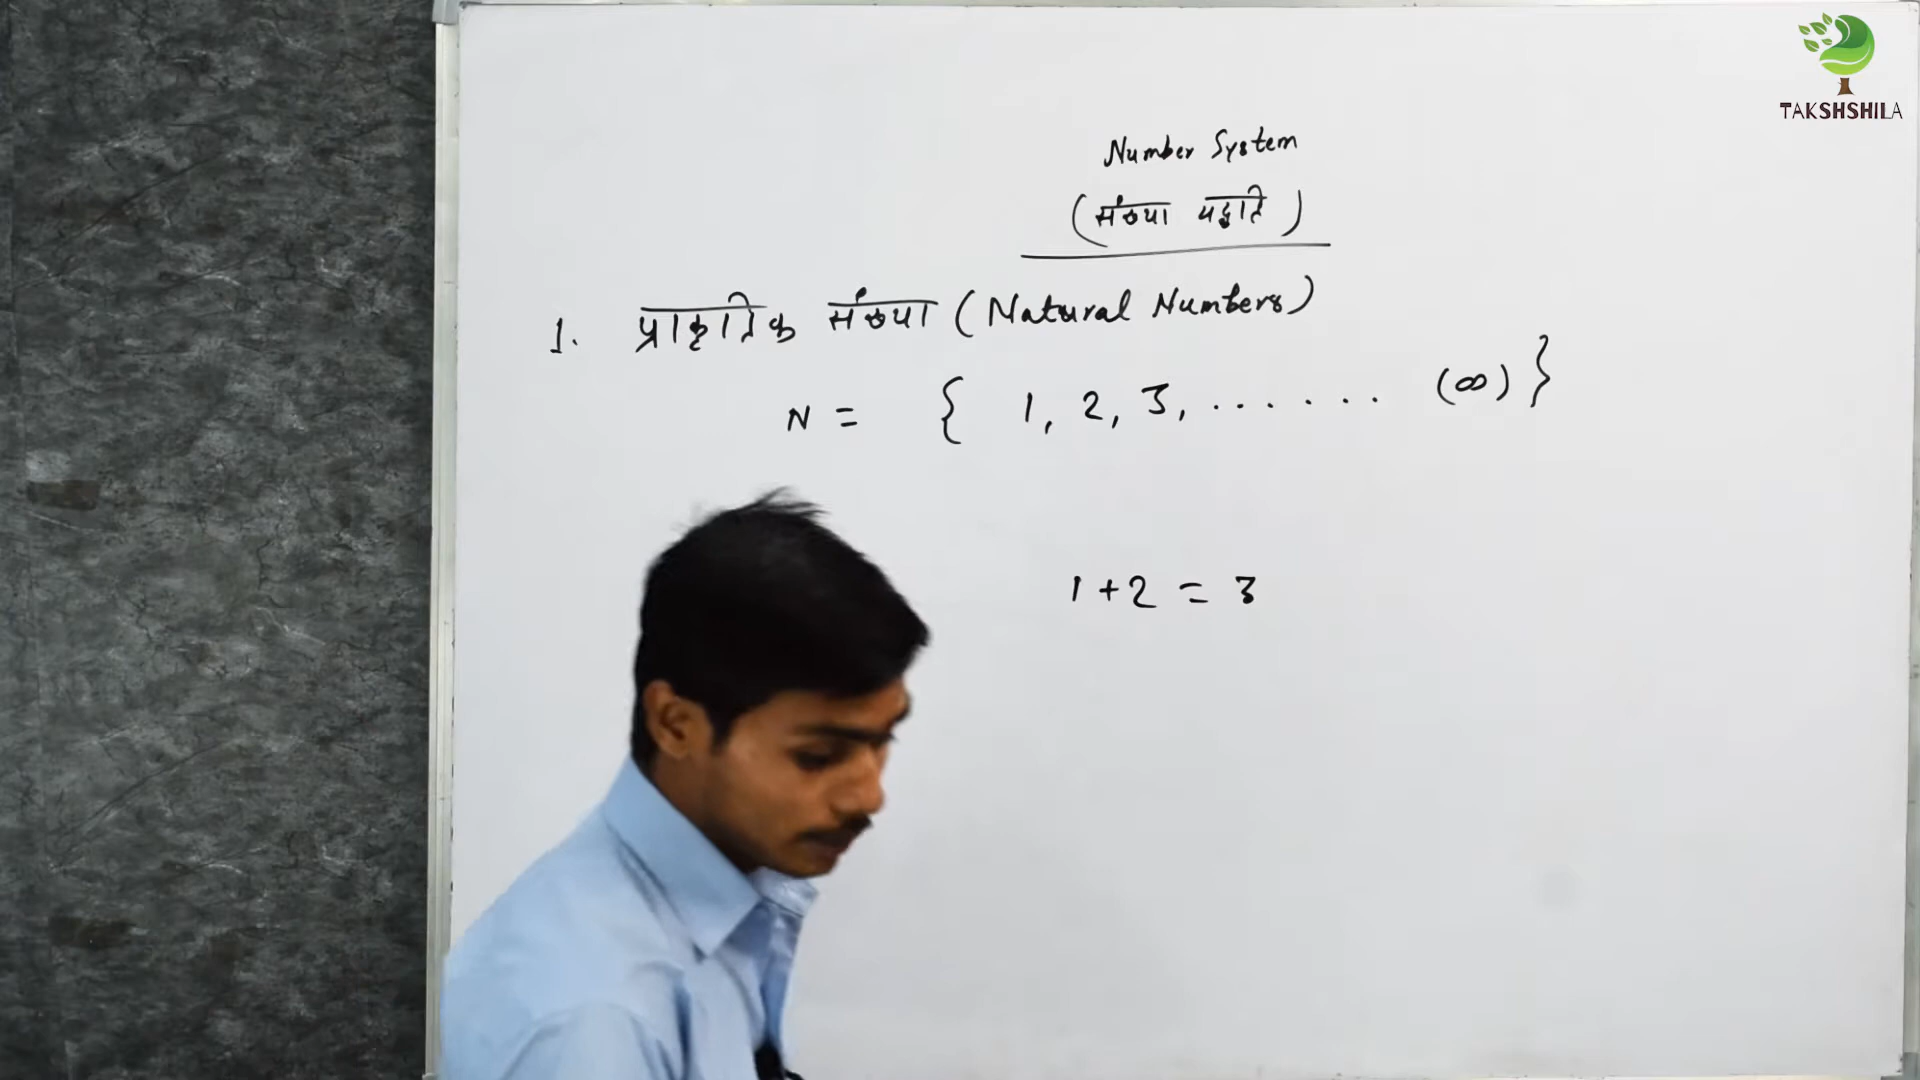 TAKSHSHILA
Number System
(संख्या पद्धति)
1. प्राकृतिक संख्या (Natural Numbers)
N = { 1, 2, 3, ...... (∞) }
1 + 2 = 3